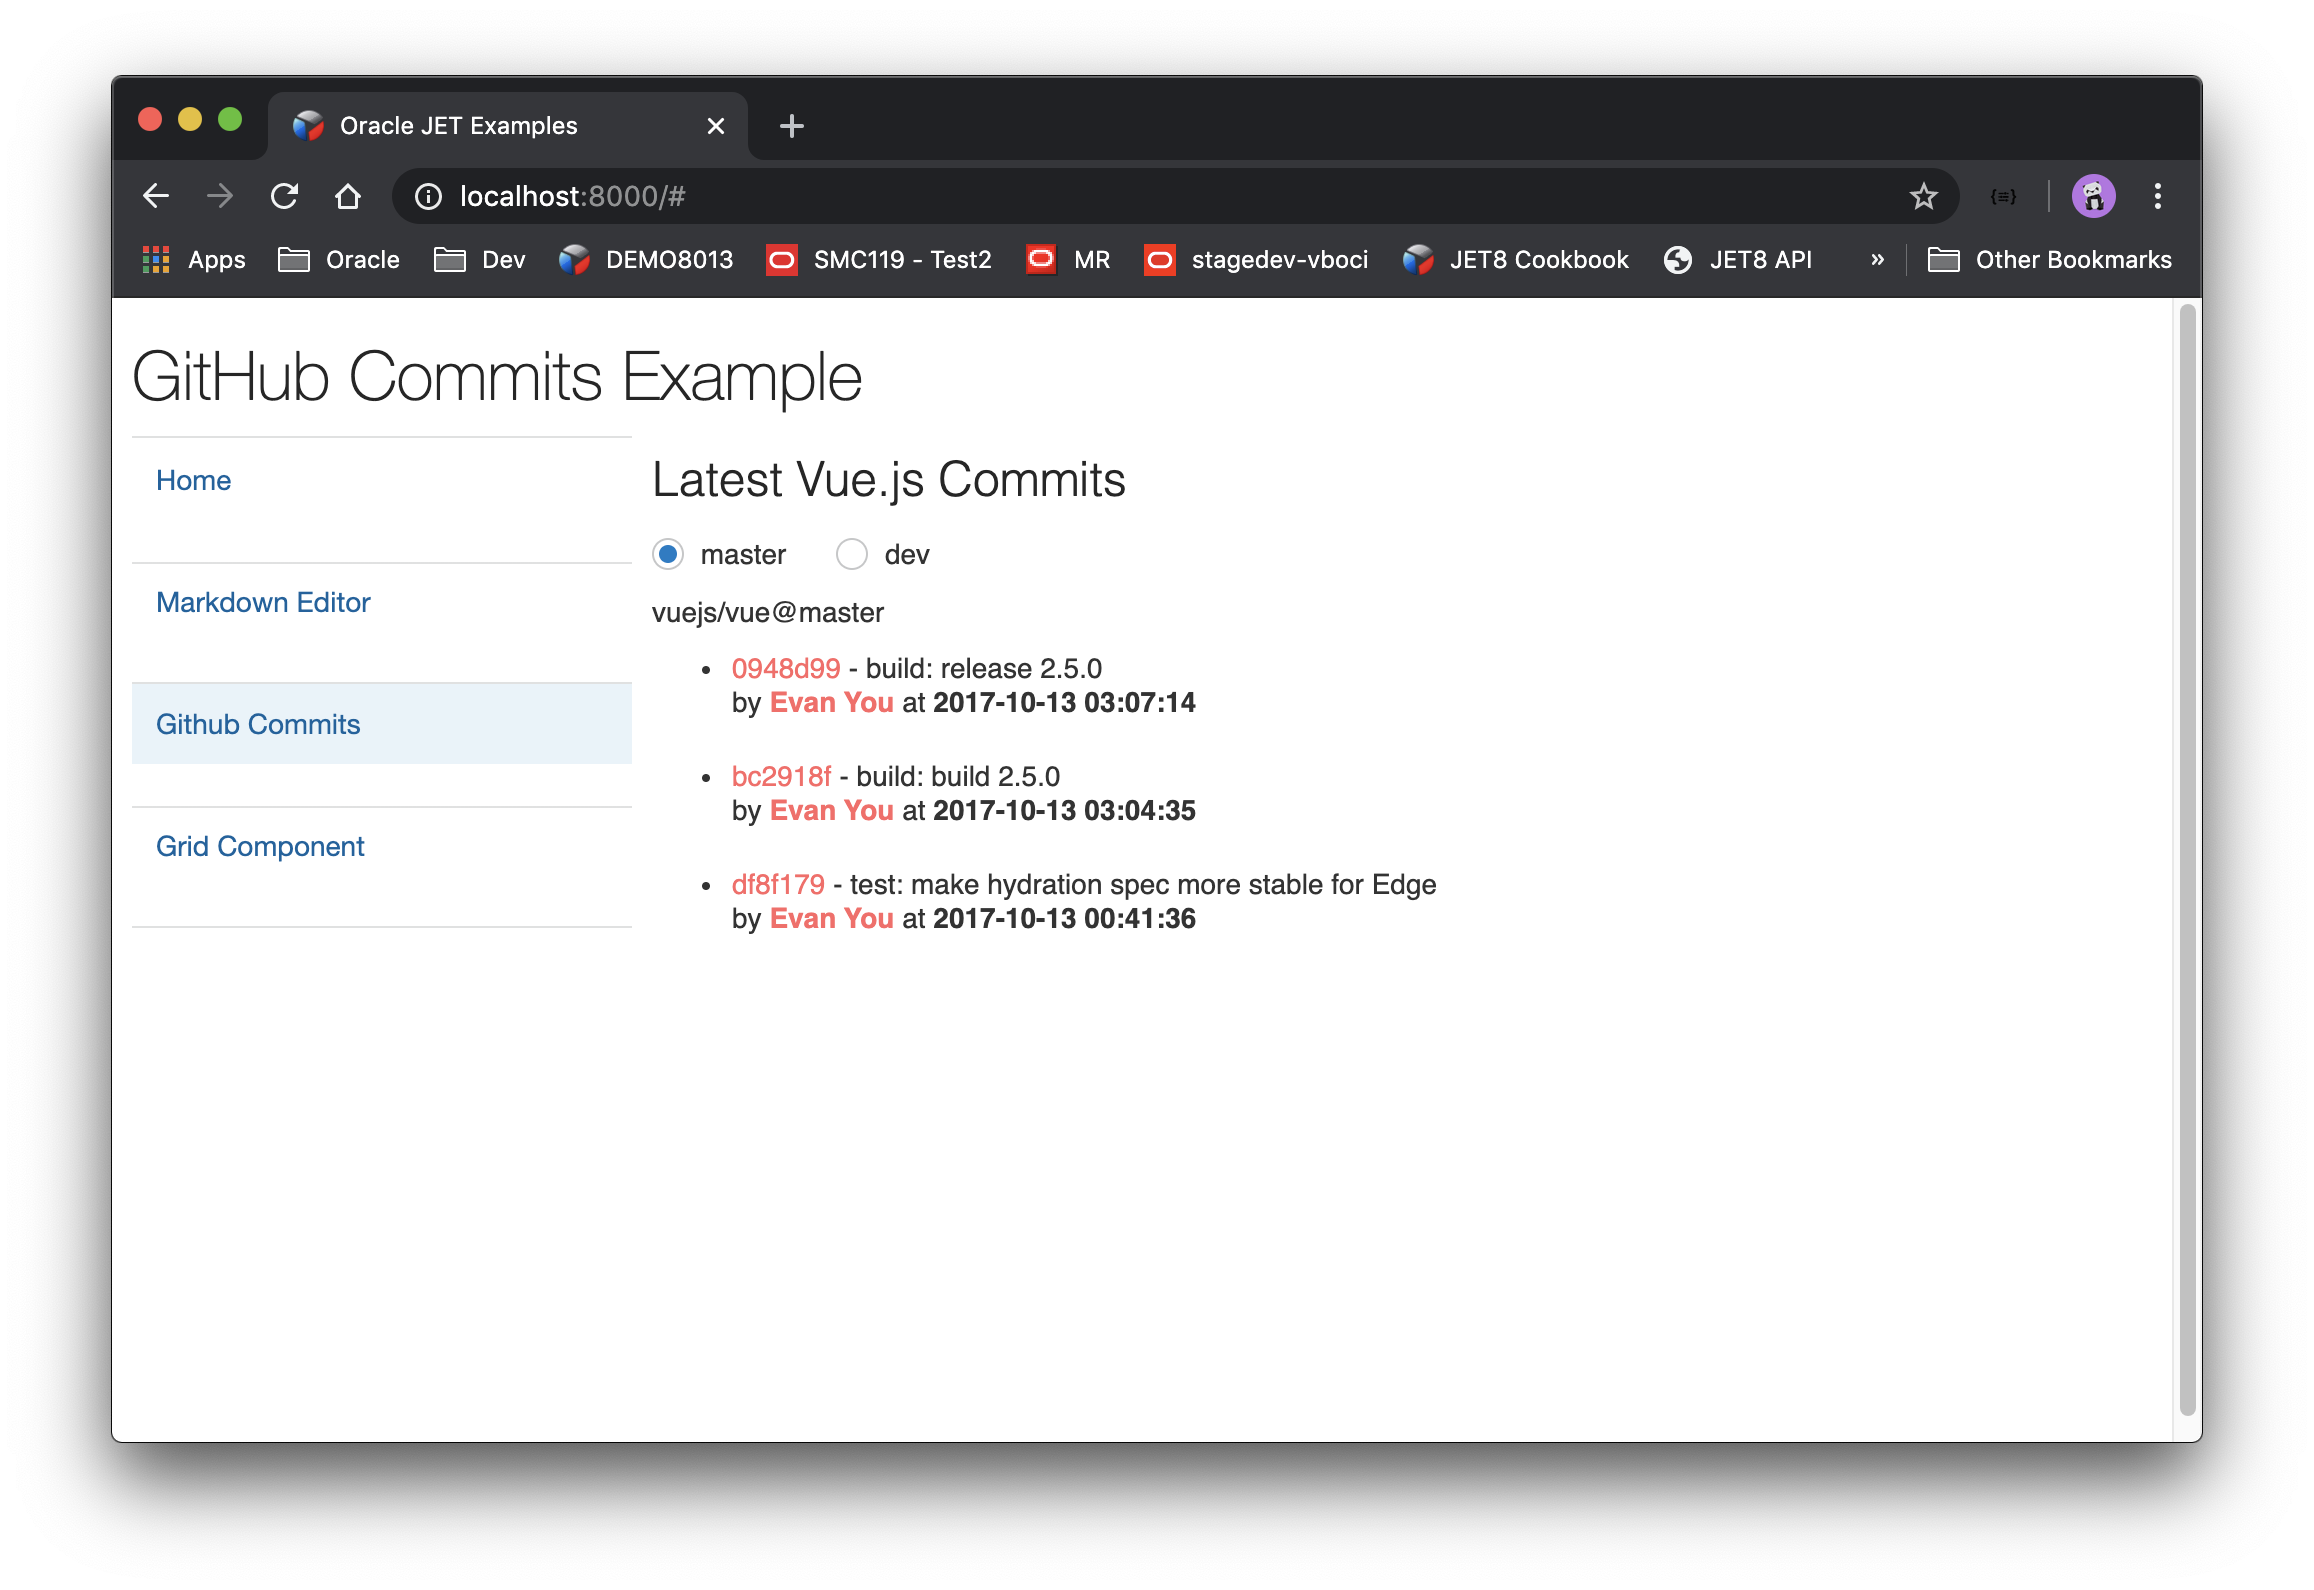 Oracle JET Examples
localhost:8000/#
Apps Oracle Dev DEMO8013 SMC119 - Test2 MR stagedev-vboci JET8 Cookbook JET8 API » Other Bookmarks
GitHub Commits Example
Home
Markdown Editor
Github Commits
Grid Component
Latest Vue.js Commits
master dev
vuejs/vue@master
• 0948d99 - build: release 2.5.0
by Evan You at 2017-10-13 03:07:14
• bc2918f - build: build 2.5.0
by Evan You at 2017-10-13 03:04:35
• df8f179 - test: make hydration spec more stable for Edge
by Evan You at 2017-10-13 00:41:36